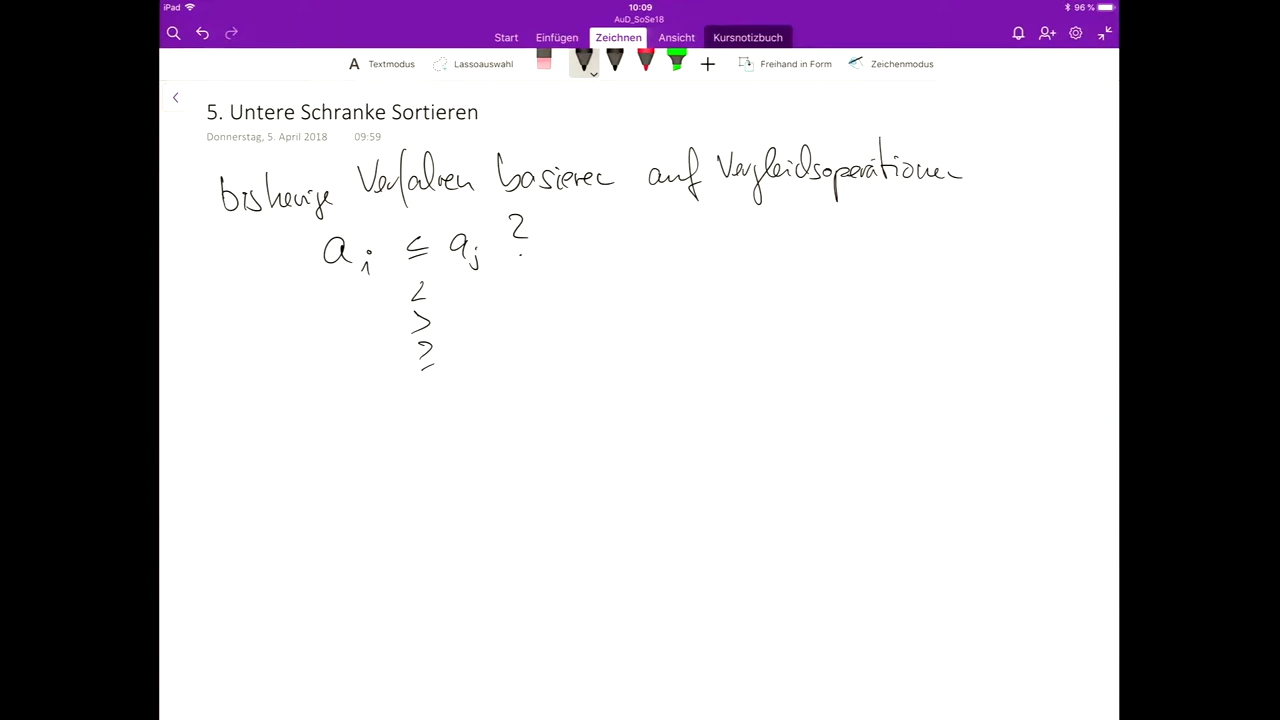 iPad 10:09 96 %
AuD_SoSe18
Start Einfügen Zeichnen Ansicht Kursnotizbuch
A Textmodus Lassoauswahl + Freihand in Form Zeichenmodus
5. Untere Schranke Sortieren
Donnerstag, 5. April 2018 09:59
bisherige Verfahren basieren auf Vergleichsoperationen
a_i ≤ a_j ?
<
>
≥